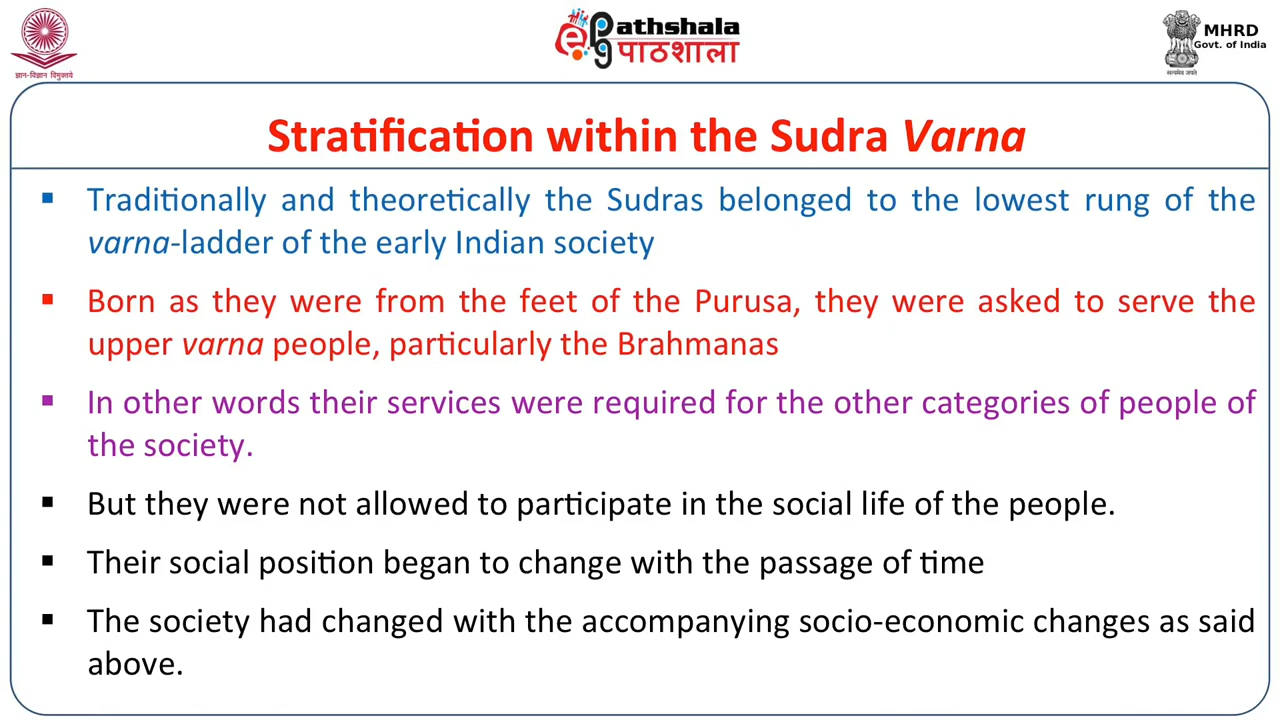 ज्ञान-विज्ञान विमुक्तये
ePathshala
पाठशाला
MHRD
Govt. of India
सत्यमेव जयते
Stratification within the Sudra Varna
▪ Traditionally and theoretically the Sudras belonged to the lowest rung of the
varna-ladder of the early Indian society
▪ Born as they were from the feet of the Purusa, they were asked to serve the
upper varna people, particularly the Brahmanas
▪ In other words their services were required for the other categories of people of
the society.
▪ But they were not allowed to participate in the social life of the people.
▪ Their social position began to change with the passage of time
▪ The society had changed with the accompanying socio-economic changes as said
above.